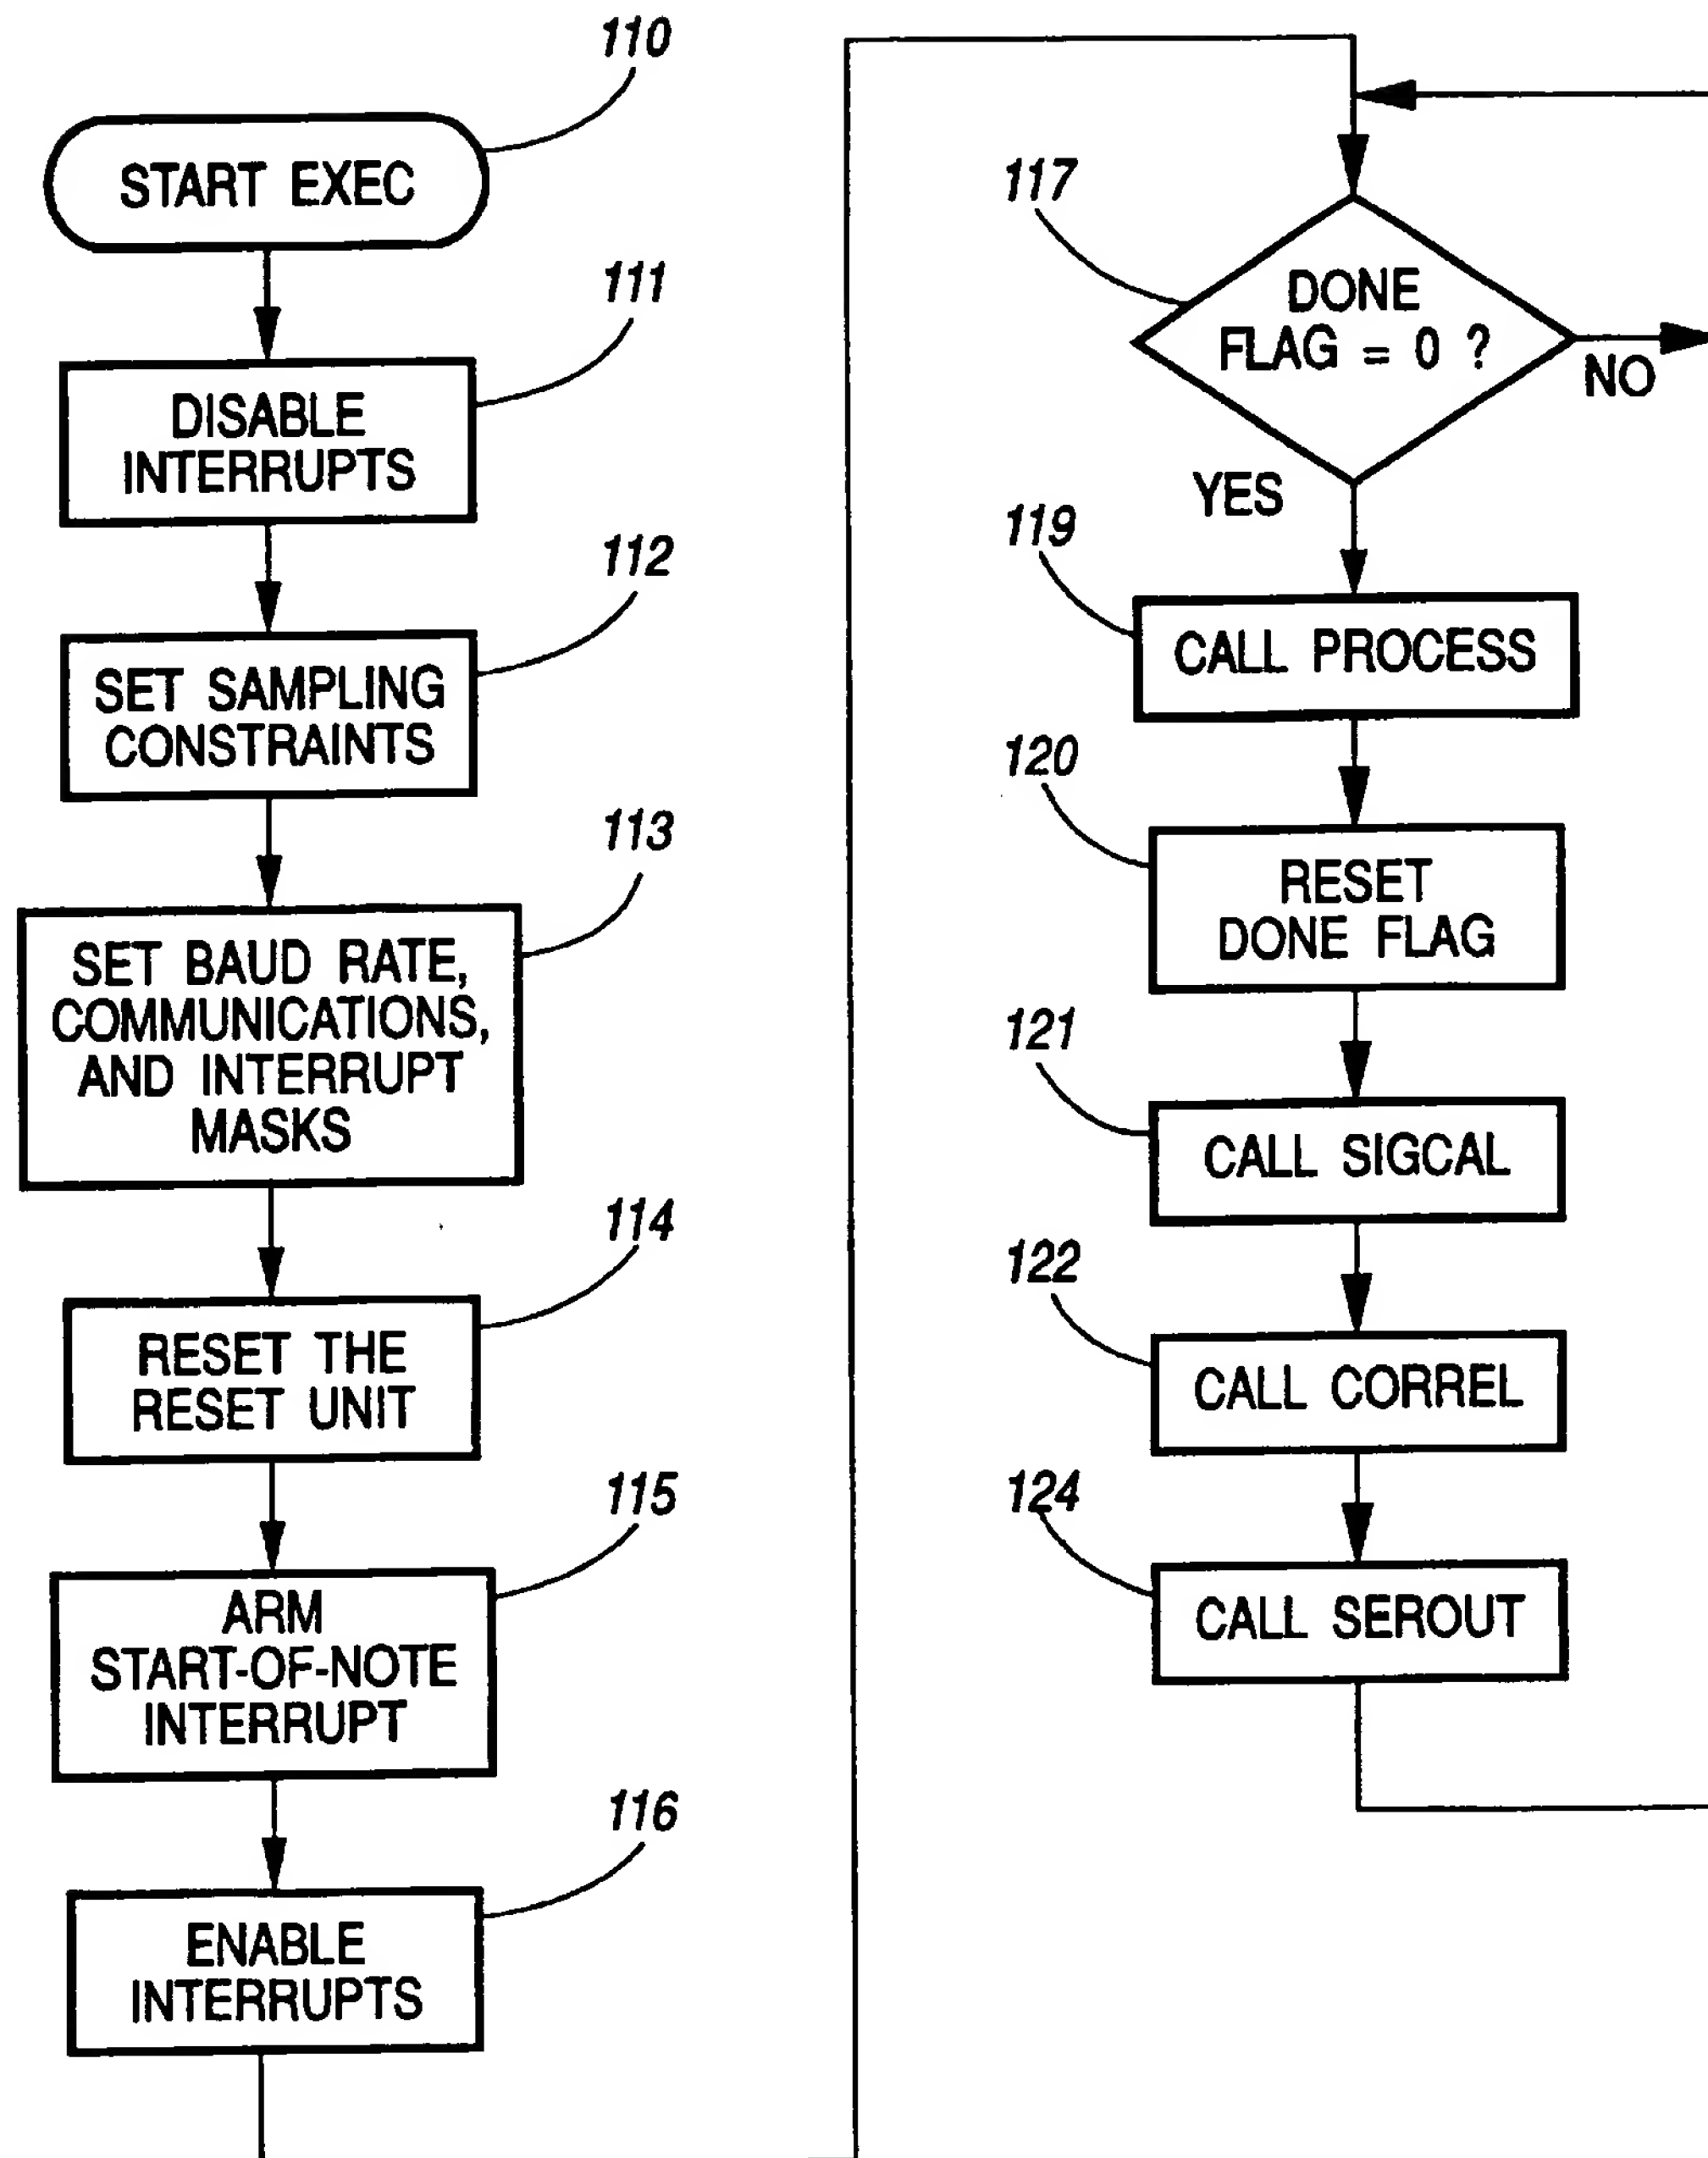 110
START EXEC
111
DISABLE
INTERRUPTS
112
SET SAMPLING
CONSTRAINTS
113
SET BAUD RATE,
COMMUNICATIONS,
AND INTERRUPT
MASKS
114
RESET THE
RESET UNIT
115
ARM
START-OF-NOTE
INTERRUPT
116
ENABLE
INTERRUPTS
117
DONE
FLAG = 0 ?
NO
YES
119
CALL PROCESS
120
RESET
DONE FLAG
121
CALL SIGCAL
122
CALL CORREL
124
CALL SEROUT